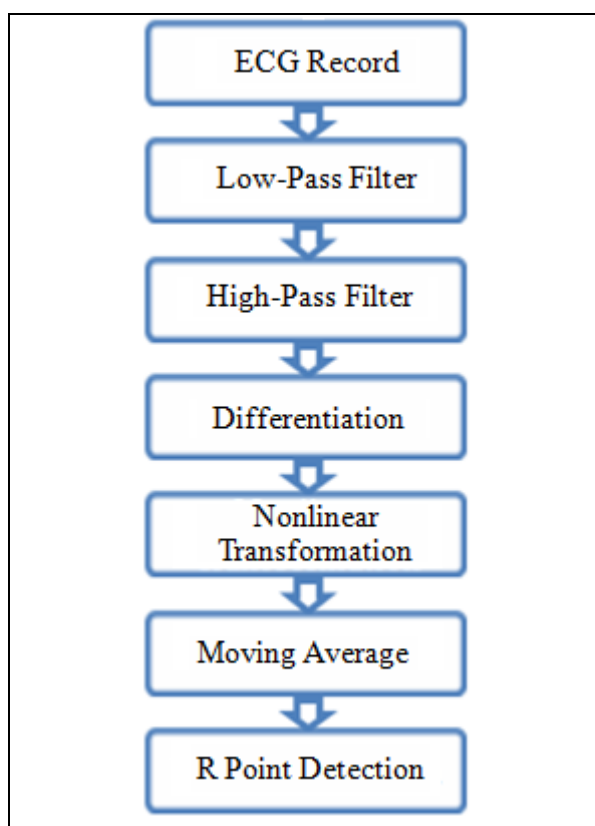 ECG Record
Low-Pass Filter
High-Pass Filter
Differentiation
Nonlinear
Transformation
Moving Average
R Point Detection